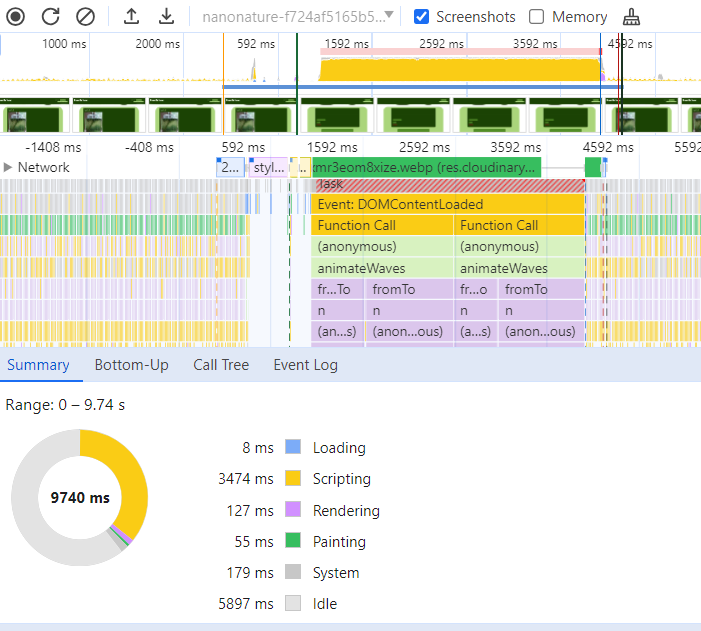 nanonature-f724af5165b5... Screenshots Memory
1000 ms 2000 ms 592 ms 1592 ms 2592 ms 3592 ms 4592 ms
-1408 ms -408 ms 592 ms 1592 ms 2592 ms 3592 ms 4592 ms 5592
Network 2... styl... ... zmr3eom8xize.webp (res.cloudinary...
Task
Event: DOMContentLoaded
Function Call Function Call
(anonymous) (anonymous)
animateWaves animateWaves
fr...To fromTo fr...o fromTo
n n n n
(an...s) (anon...ous) (a...s) (anon...ous)
Summary Bottom-Up Call Tree Event Log
Range: 0 – 9.74 s
9740 ms
8 ms Loading
3474 ms Scripting
127 ms Rendering
55 ms Painting
179 ms System
5897 ms Idle